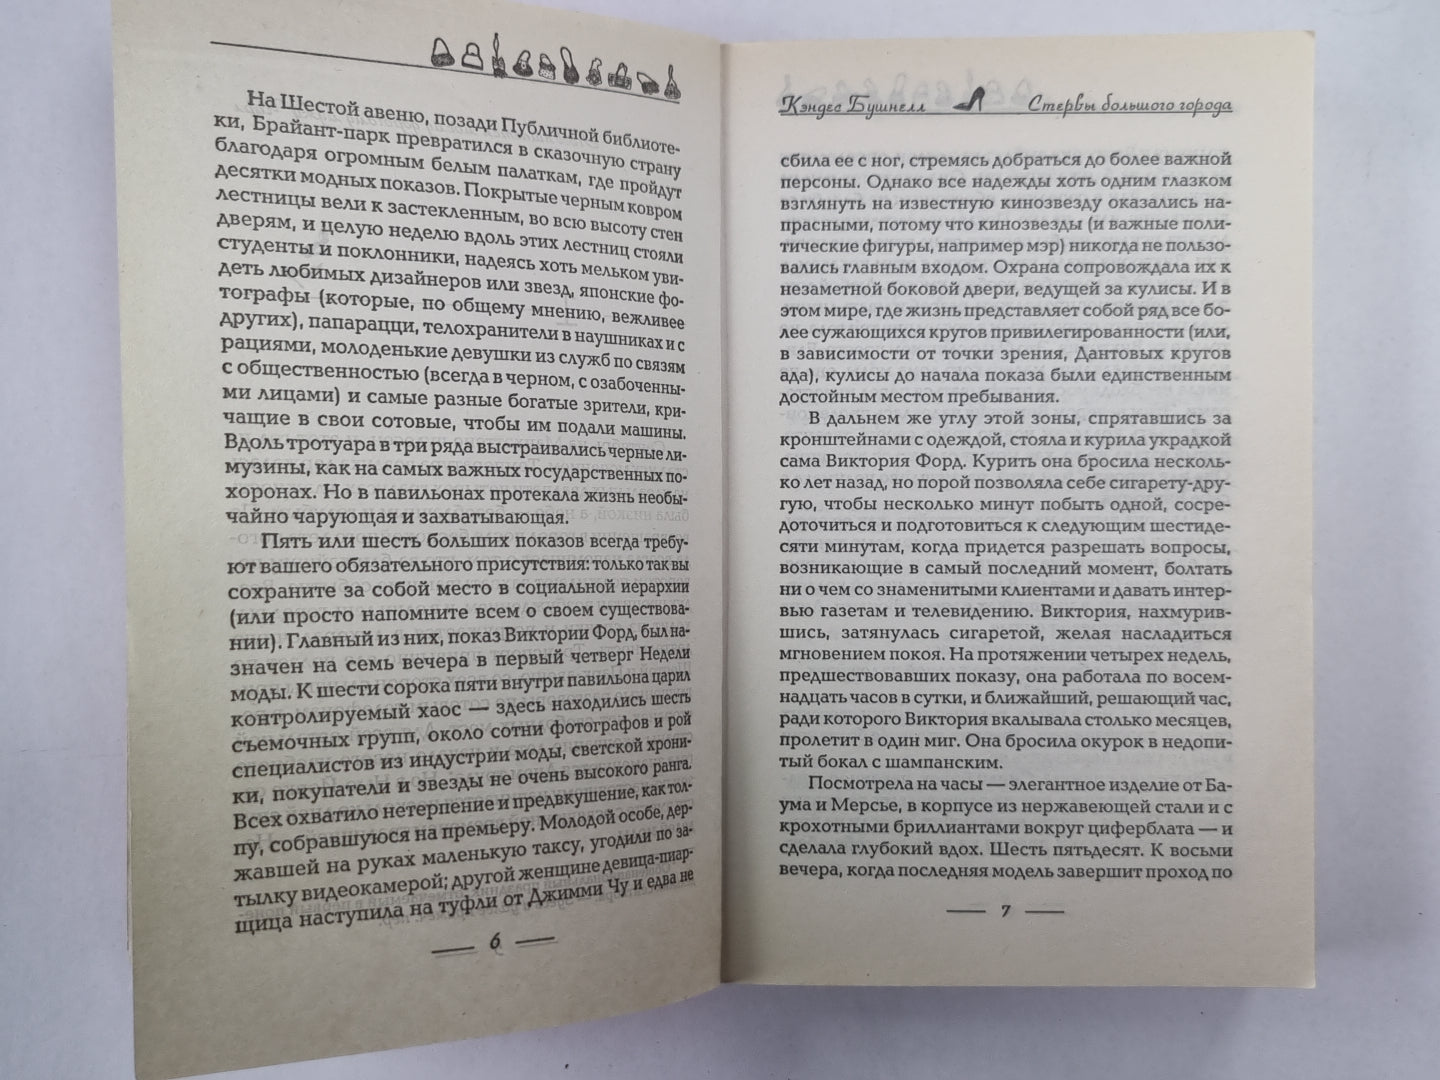 На Шестой авеню, позади Публичной библиоте-
ки, Брайант-парк превратился в сказочную страну
благодаря огромным белым палаткам, где пройдут
десятки модных показов. Покрытые черным ковром
лестницы вели к застекленным, во всю высоту стен
дверям, и целую неделю вдоль этих лестниц стояли
студенты и поклонники, надеясь хоть мельком уви-
деть любимых дизайнеров или звезд, японские фо-
тографы (которые, по общему мнению, вежливее
других), папарацци, телохранители в наушниках и с
рациями, молоденькие девушки из служб по связям
с общественностью (всегда в черном, с озабоченны-
ми лицами) и самые разные богатые зрители, кри-
чащие в свои сотовые, чтобы им подали машины.
Вдоль тротуара в три ряда выстраивались черные ли-
музины, как на самых важных государственных по-
хоронах. Но в павильонах протекала жизнь необы-
чайно чарующая и захватывающая.
Пять или шесть больших показов всегда требу-
ют вашего обязательного присутствия: только так вы
сохраните за собой место в социальной иерархии
(или просто напомните всем о своем существова-
нии). Главный из них, показ Виктории Форд, был на-
значен на семь вечера в первый четверг Недели
моды. К шести сорока пяти внутри павильона царил
контролируемый хаос — здесь находились шесть
съемочных групп, около сотни фотографов и рой
специалистов из индустрии моды, светской хрони-
ки, покупатели и звезды не очень высокого ранга.
Всех охватило нетерпение и предвкушение, как тол-
пу, собравшуюся на премьеру. Молодой особе, дер-
жавшей на руках маленькую таксу, угодили по за-
тылку видеокамерой; другой женщине девица-пиар-
щица наступила на туфли от Джимми Чу и едва не
6
Кэндес Бушнелл Стервы большого города
сбила ее с ног, стремясь добраться до более важной
персоны. Однако все надежды хоть одним глазком
взглянуть на известную кинозвезду оказались на-
прасными, потому что кинозвезды (и важные поли-
тические фигуры, например мэр) никогда не пользо-
вались главным входом. Охрана сопровождала их к
незаметной боковой двери, ведущей за кулисы. И в
этом мире, где жизнь представляет собой ряд все бо-
лее сужающихся кругов привилегированности (или,
в зависимости от точки зрения, Дантовых кругов
ада), кулисы до начала показа были единственным
достойным местом пребывания.
В дальнем же углу этой зоны, спрятавшись за
кронштейнами с одеждой, стояла и курила украдкой
сама Виктория Форд. Курить она бросила несколь-
ко лет назад, но порой позволяла себе сигарету-дру-
гую, чтобы несколько минут побыть одной, сосре-
доточиться и подготовиться к следующим шестиде-
сяти минутам, когда придется разрешать вопросы,
возникающие в самый последний момент, болтать
ни о чем со знаменитыми клиентами и давать интер-
вью газетам и телевидению. Виктория, нахмурив-
шись, затянулась сигаретой, желая насладиться
мгновением покоя. На протяжении четырех недель,
предшествовавших показу, она работала по восем-
надцать часов в сутки, и ближайший, решающий час,
ради которого Виктория вкалывала столько месяцев,
пролетит в один миг. Она бросила окурок в недопи-
тый бокал с шампанским.
Посмотрела на часы — элегантное изделие от Ба-
ума и Мерсье, в корпусе из нержавеющей стали и с
крохотными бриллиантами вокруг циферблата — и
сделала глубокий вдох. Шесть пятьдесят. К восьми
вечера, когда последняя модель завершит проход по
7